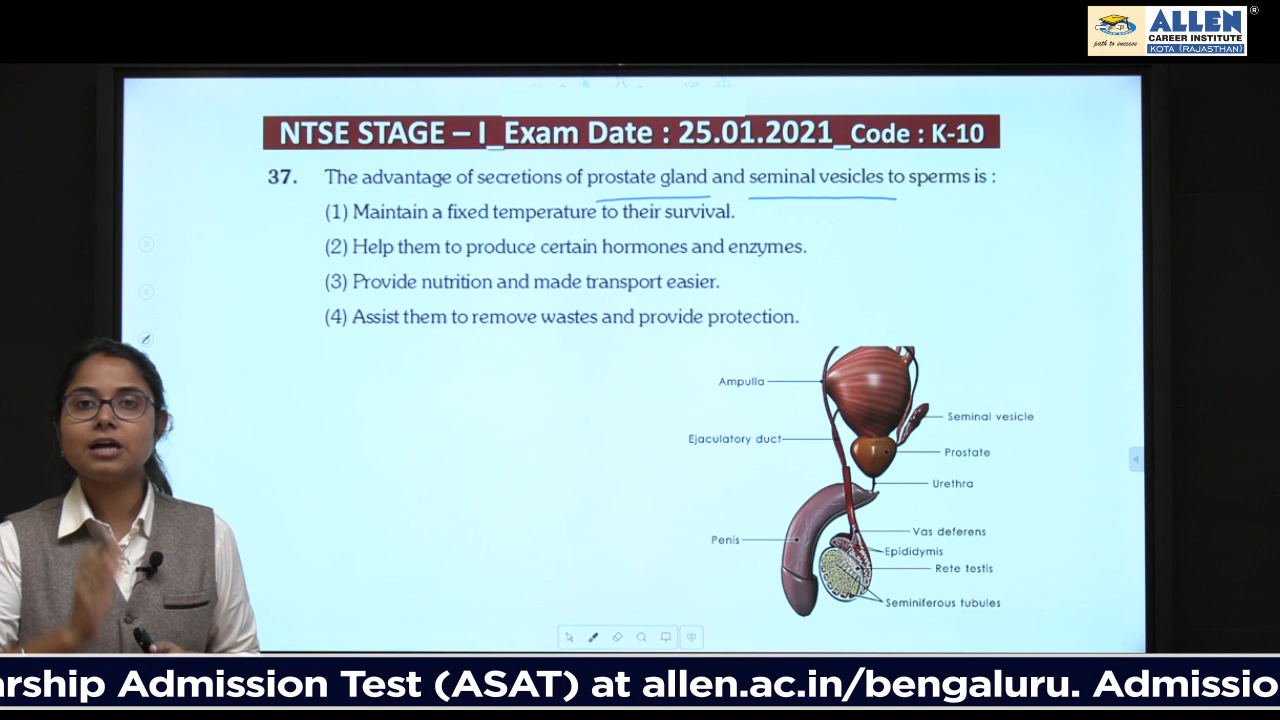 ALLEN
®
CAREER INSTITUTE
path to success
KOTA (RAJASTHAN)
NTSE STAGE – I_Exam Date : 25.01.2021_Code : K-10
37. The advantage of secretions of prostate gland and seminal vesicles to sperms is :
(1) Maintain a fixed temperature to their survival.
(2) Help them to produce certain hormones and enzymes.
(3) Provide nutrition and made transport easier.
(4) Assist them to remove wastes and provide protection.
Ampulla
Seminal vesicle
Ejaculatory duct
Prostate
Urethra
Vas deferens
Penis
Epididymis
Rete testis
Seminiferous tubules
arship Admission Test (ASAT) at allen.ac.in/bengaluru. Admissio